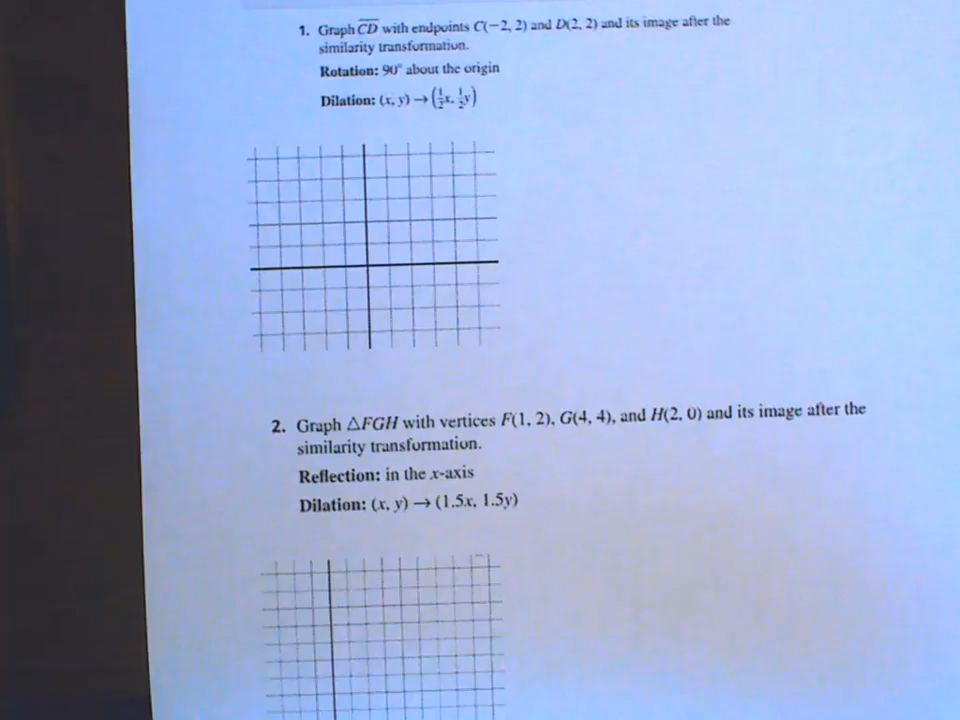 1. Graph CD with endpoints C(−2, 2) and D(2, 2) and its image after the
similarity transformation.
Rotation: 90° about the origin
Dilation: (x, y) → (½x, ½y)
2. Graph △FGH with vertices F(1, 2), G(4, 4), and H(2, 0) and its image after the
similarity transformation.
Reflection: in the x-axis
Dilation: (x, y) → (1.5x, 1.5y)